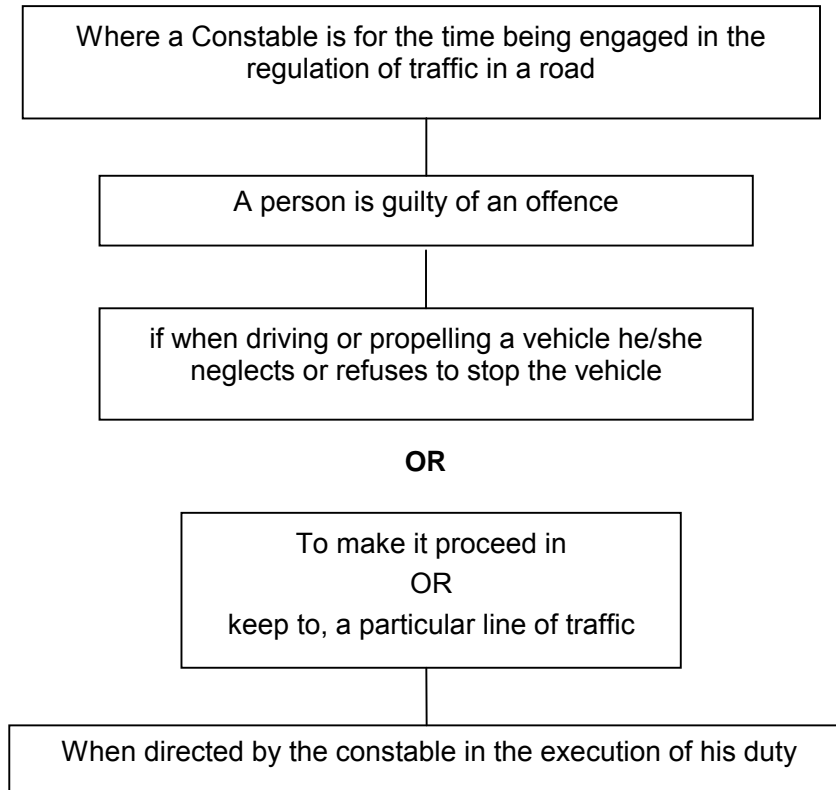 Where a Constable is for the time being engaged in the
regulation of traffic in a road
A person is guilty of an offence
if when driving or propelling a vehicle he/she
neglects or refuses to stop the vehicle
OR
To make it proceed in
OR
keep to, a particular line of traffic
When directed by the constable in the execution of his duty